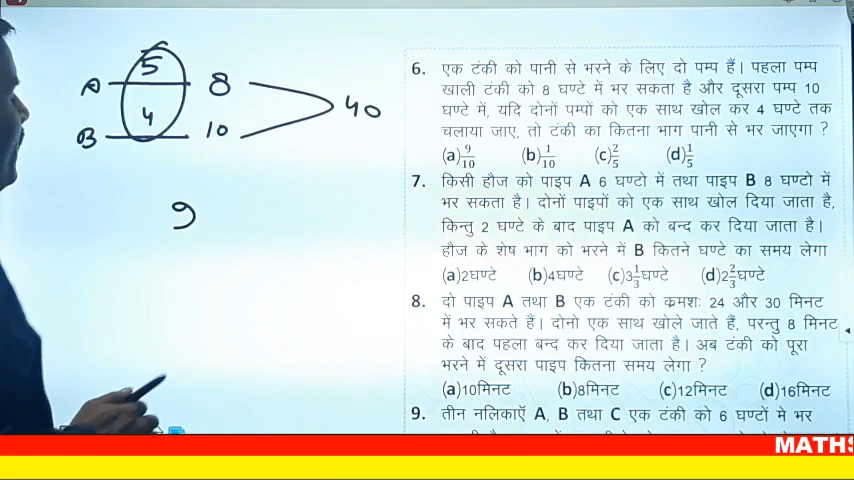 A 5 8
B 4 10
40
9
6. एक टंकी को पानी से भरने के लिए दो पम्प हैं। पहला पम्प
खाली टंकी को 8 घण्टे में भर सकता है और दूसरा पम्प 10
घण्टे में, यदि दोनों पम्पों को एक साथ खोल कर 4 घण्टे तक
चलाया जाए, तो टंकी का कितना भाग पानी से भर जाएगा ?
(a)9/10 (b)1/10 (c)2/5 (d)1/5
7. किसी हौज को पाइप A 6 घण्टो में तथा पाइप B 8 घण्टो में
भर सकता है। दोनों पाइपों को एक साथ खोल दिया जाता है,
किन्तु 2 घण्टे के बाद पाइप A को बन्द कर दिया जाता है।
हौज के शेष भाग को भरने में B कितने घण्टे का समय लेगा
(a)2घण्टे (b)4घण्टे (c)3 1/3घण्टे (d)2 2/3घण्टे
8. दो पाइप A तथा B एक टंकी को क्रमशः 24 और 30 मिनट
में भर सकते हैं। दोनो एक साथ खोले जाते हैं, परन्तु 8 मिनट
के बाद पहला बन्द कर दिया जाता है। अब टंकी को पूरा
भरने में दूसरा पाइप कितना समय लेगा ?
(a)10मिनट (b)8मिनट (c)12मिनट (d)16मिनट
9. तीन नलिकाएँ A, B तथा C एक टंकी को 6 घण्टों मे भर
MATHS